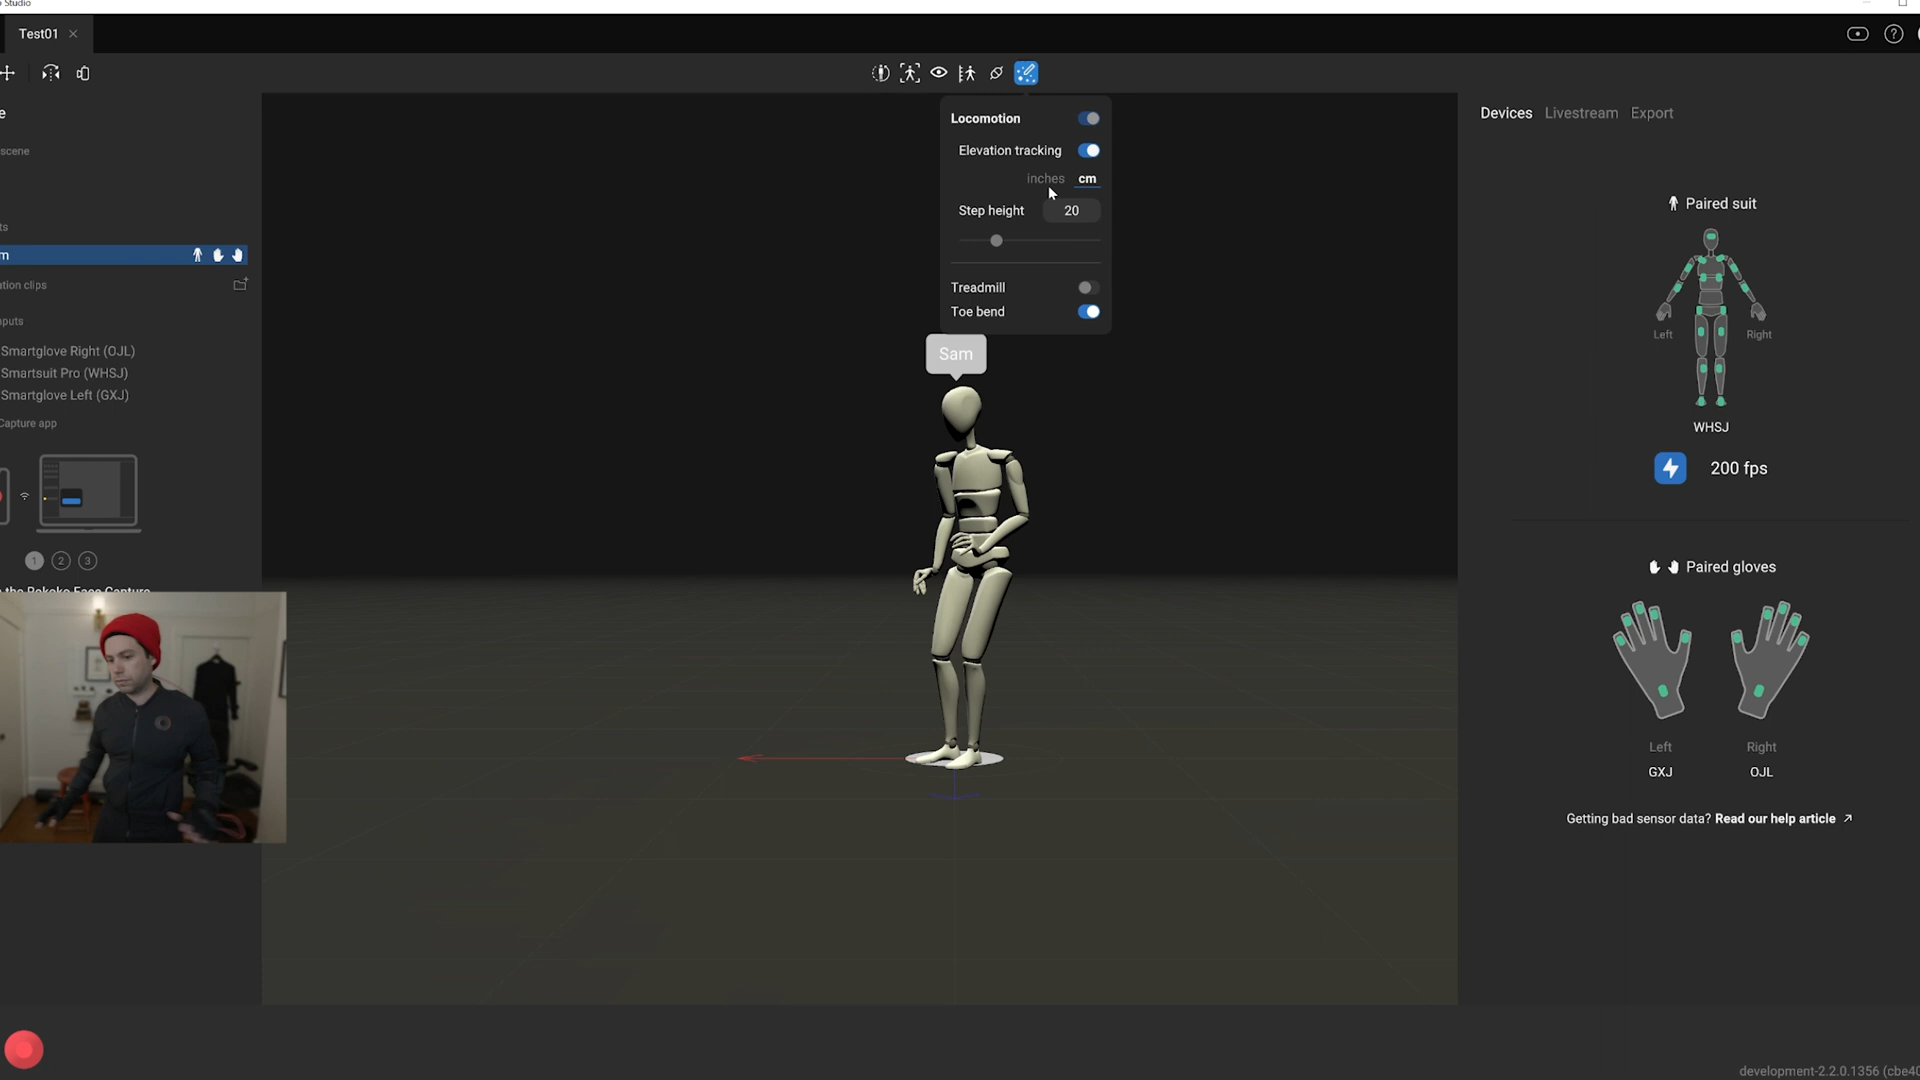 Studio
Test01
Locomotion
Elevation tracking
inches cm
Step height 20
Treadmill
Toe bend
Sam
scene
Smartglove Right (OJL)
Smartsuit Pro (WHSJ)
Smartglove Left (GXJ)
Capture app
1 2 3
Devices Livestream Export
Paired suit
Left Right
WHSJ
200 fps
Paired gloves
Left Right
GXJ OJL
Getting bad sensor data? Read our help article
development-2.2.0.1356 (cbe40